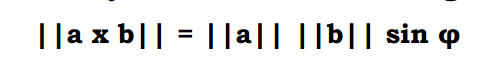 ||a x b|| = ||a|| ||b|| sin φ